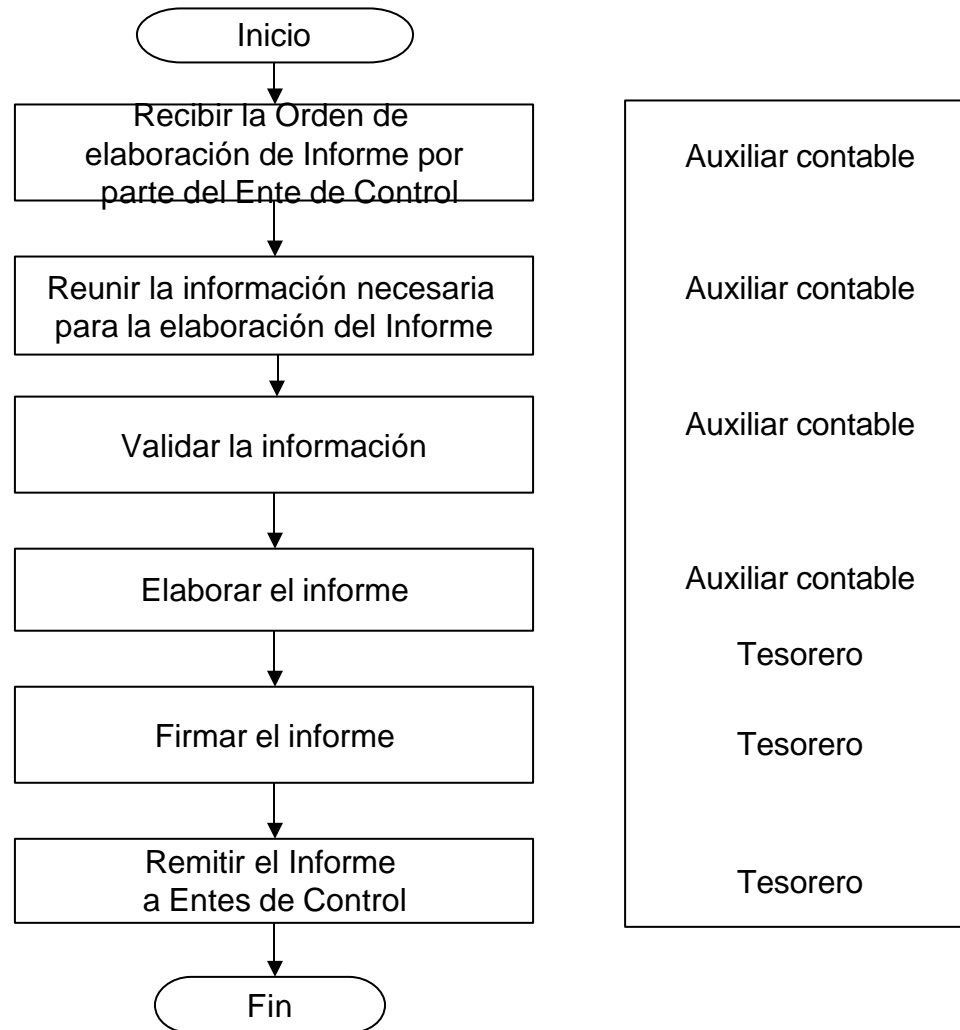 Inicio
Recibir la Orden de
elaboración de Informe por
parte del Ente de Control
Auxiliar contable
Reunir la información necesaria
para la elaboración del Informe
Auxiliar contable
Validar la información
Auxiliar contable
Elaborar el informe
Auxiliar contable
Tesorero
Firmar el informe
Tesorero
Remitir el Informe
a Entes de Control
Tesorero
Fin